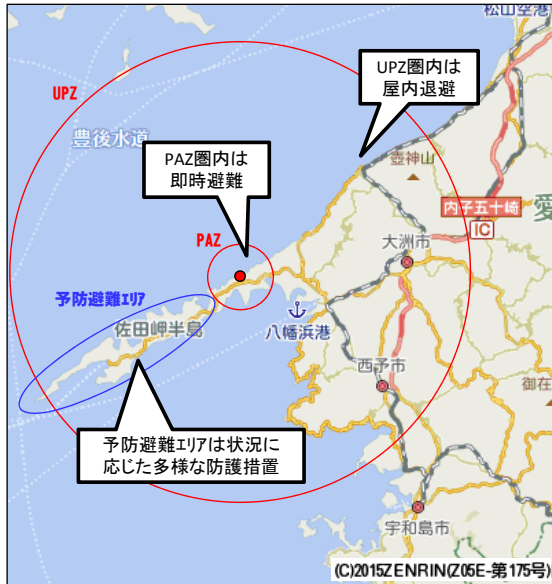 松山空港
UPZ
UPZ圏内は
屋内退避
豊後水道
PAZ圏内は
即時避難
壺神山
内子五十崎
IC
愛
PAZ
大洲市
予防避難エリア
佐田岬半島
八幡浜港
西予市
御在
予防避難エリアは状況に
応じた多様な防護措置
宇和島市
(C)2015ZENRIN(Z05E-第175号)